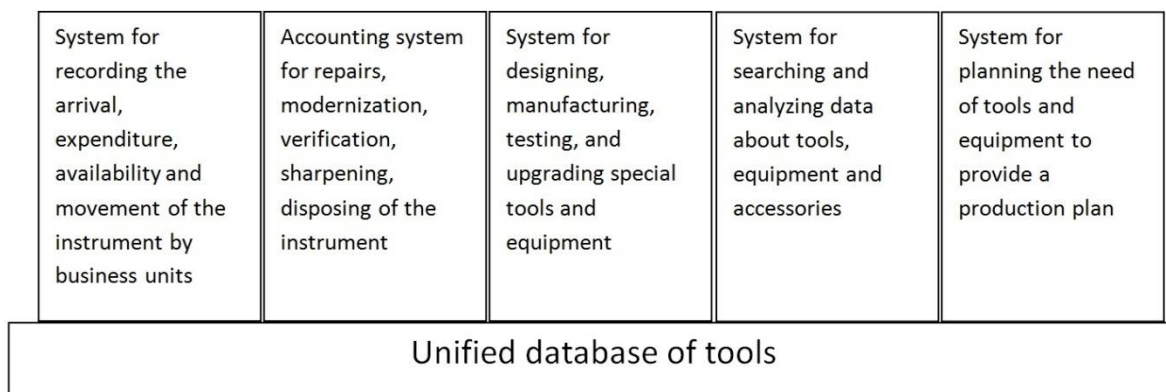 System for
recording the
arrival,
expenditure,
availability and
movement of the
instrument by
business units
Accounting system
for repairs,
modernization,
verification,
sharpening,
disposing of the
instrument
System for
designing,
manufacturing,
testing, and
upgrading special
tools and
equipment
System for
searching and
analyzing data
about tools,
equipment and
accessories
System for
planning the need
of tools and
equipment to
provide a
production plan
Unified database of tools